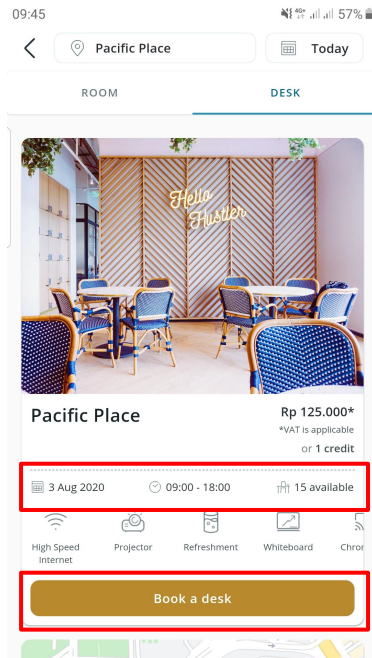 09:45
4G+
57%
Pacific Place
Today
ROOM
DESK
Hello
Hustler
Pacific Place
Rp 125.000*
*VAT is applicable
or 1 credit
3 Aug 2020
09:00 - 18:00
15 available
High Speed
Internet
Projector
Refreshment
Whiteboard
Chror
Book a desk